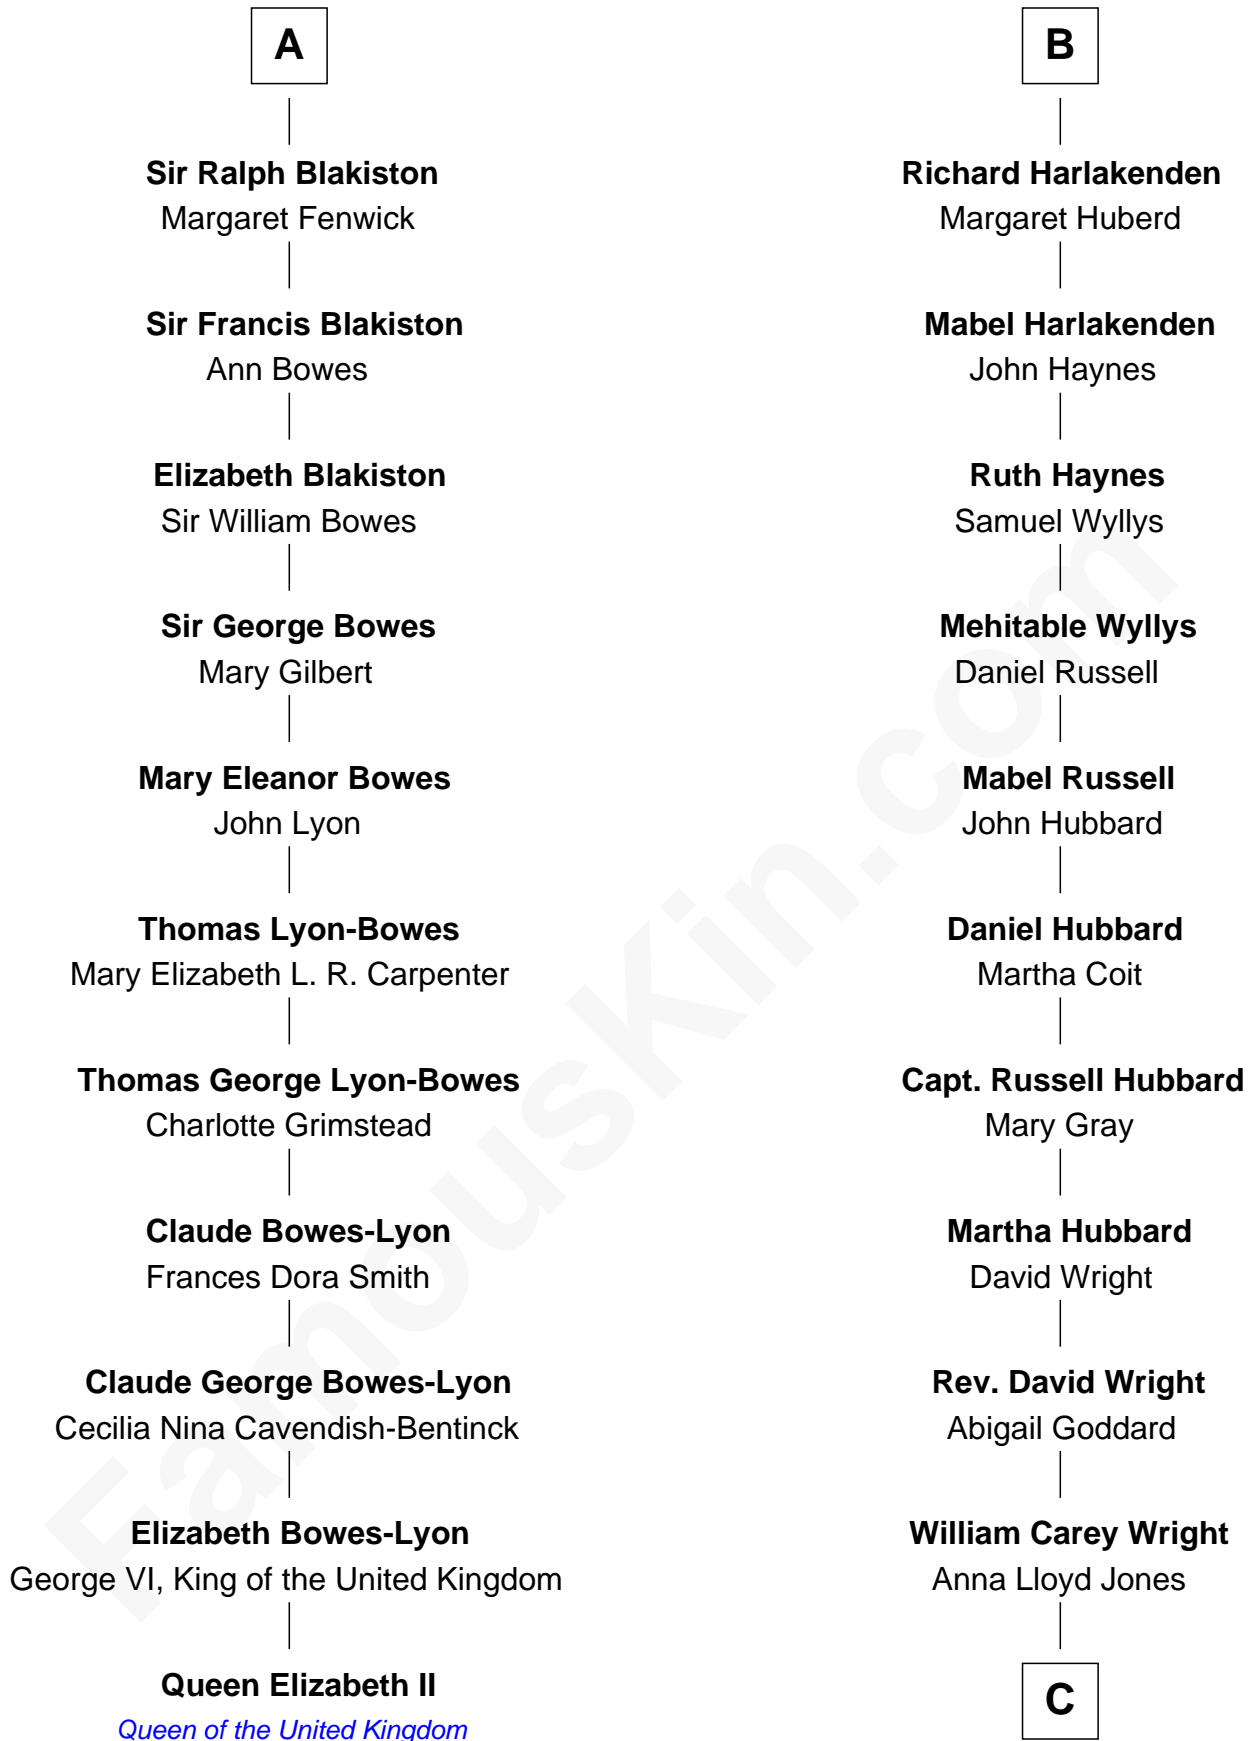 A
Sir Ralph Blakiston
Margaret Fenwick
Sir Francis Blakiston
Ann Bowes
Elizabeth Blakiston
Sir William Bowes
Sir George Bowes
Mary Gilbert
Mary Eleanor Bowes
John Lyon
Thomas Lyon-Bowes
Mary Elizabeth L. R. Carpenter
Thomas George Lyon-Bowes
Charlotte Grimstead
Claude Bowes-Lyon
Frances Dora Smith
Claude George Bowes-Lyon
Cecilia Nina Cavendish-Bentinck
Elizabeth Bowes-Lyon
George VI, King of the United Kingdom
Queen Elizabeth II
Queen of the United Kingdom
B
Richard Harlakenden
Margaret Huberd
Mabel Harlakenden
John Haynes
Ruth Haynes
Samuel Wyllys
Mehitable Wyllys
Daniel Russell
Mabel Russell
John Hubbard
Daniel Hubbard
Martha Coit
Capt. Russell Hubbard
Mary Gray
Martha Hubbard
David Wright
Rev. David Wright
Abigail Goddard
William Carey Wright
Anna Lloyd Jones
C
FamousKin.com